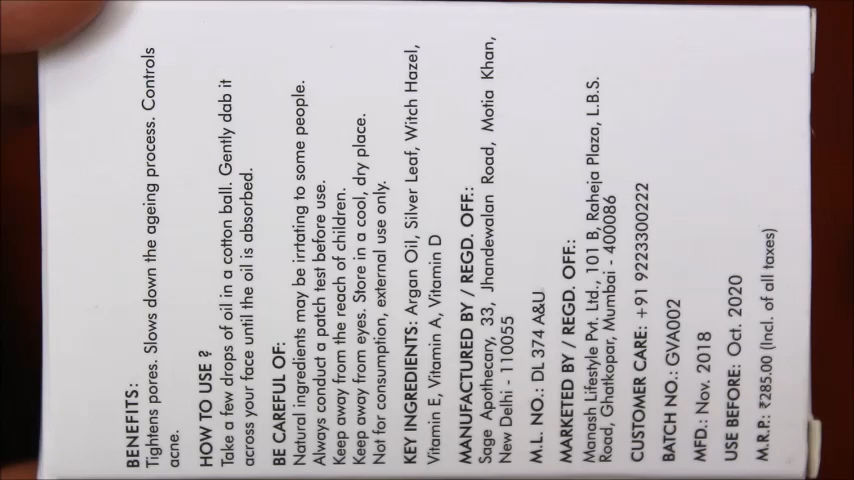 BENEFITS:
Tightens pores. Slows down the ageing process. Controls
acne.
HOW TO USE ?
Take a few drops of oil in a cotton ball. Gently dab it
across your face until the oil is absorbed.
BE CAREFUL OF:
Natural ingredients may be irritating to some people.
Always conduct a patch test before use.
Keep away from the reach of children.
Keep away from eyes. Store in a cool, dry place.
Not for consumption, external use only.
KEY INGREDIENTS: Argan Oil, Silver Leaf, Witch Hazel,
Vitamin E, Vitamin A, Vitamin D
MANUFACTURED BY / REGD. OFF.:
Sage Apothecary, 33, Jhandewalan Road, Motia Khan,
New Delhi - 110055
M.L. NO.: DL 374 A&U
MARKETED BY / REGD. OFF.:
Manash Lifestyle Pvt. Ltd., 101 B, Raheja Plaza, L.B.S.
Road, Ghatkopar, Mumbai - 400086
CUSTOMER CARE: +91 9223300222
BATCH NO.: GYA002
MFD.: Nov. 2018
USE BEFORE: Oct. 2020
M.R.P.: ₹285.00 (Incl. of all taxes)